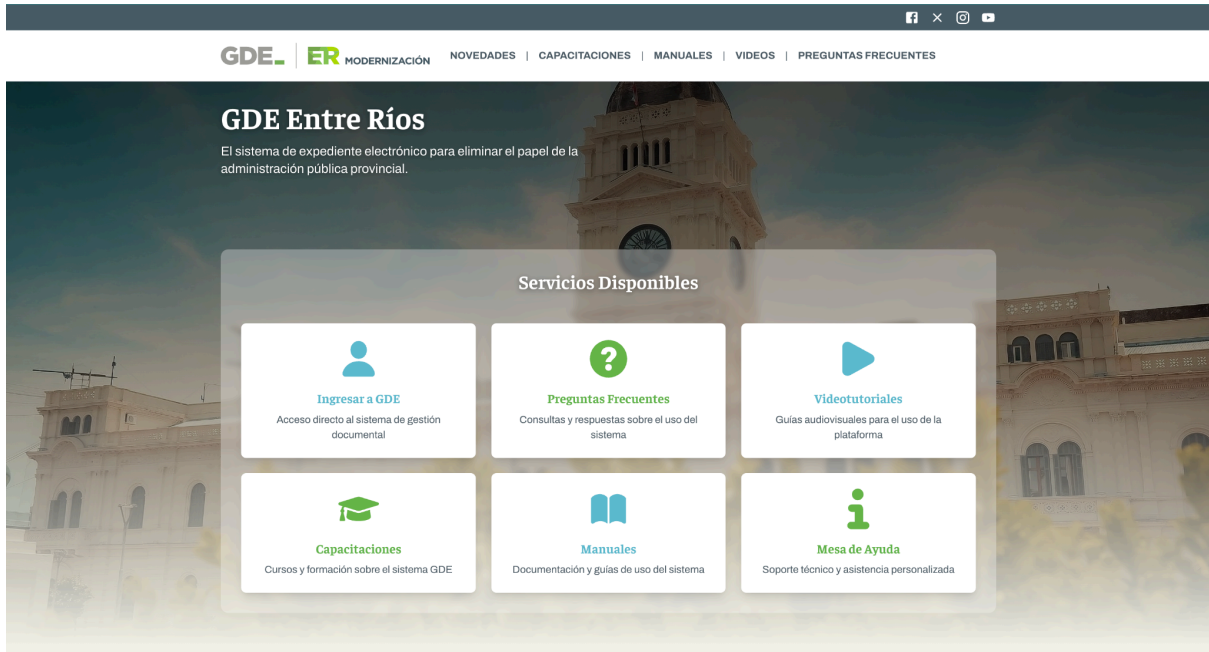 GDE_ ER MODERNIZACIÓN NOVEDADES | CAPACITACIONES | MANUALES | VIDEOS | PREGUNTAS FRECUENTES
GDE Entre Ríos
El sistema de expediente electrónico para eliminar el papel de la
administración pública provincial.
Servicios Disponibles
Ingresar a GDE
Acceso directo al sistema de gestión
documental
Preguntas Frecuentes
Consultas y respuestas sobre el uso del
sistema
Videotutoriales
Guías audiovisuales para el uso de la
plataforma
Capacitaciones
Cursos y formación sobre el sistema GDE
Manuales
Documentación y guías de uso del sistema
Mesa de Ayuda
Soporte técnico y asistencia personalizada